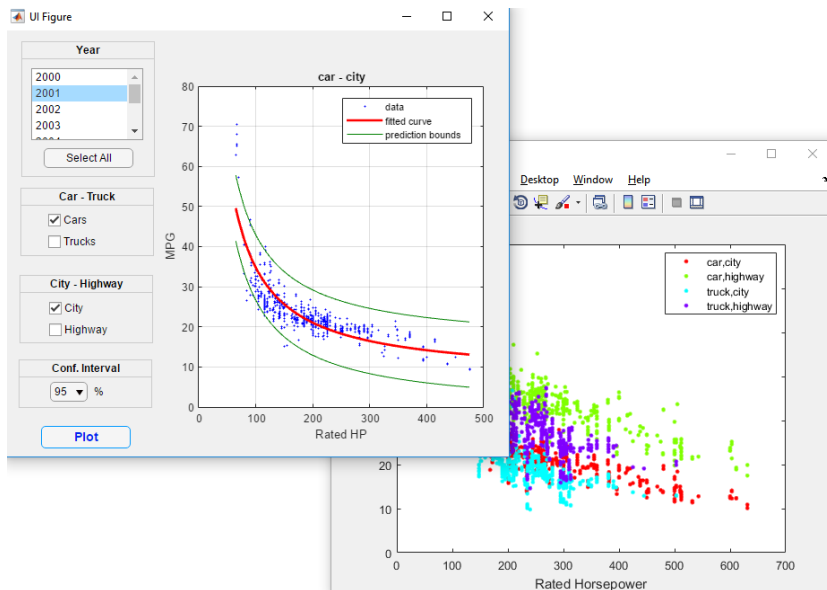 UI Figure
Year
2000
2001
2002
2003
Select All
Car - Truck
Cars
Trucks
City - Highway
City
Highway
Conf. Interval
95 %
Plot
car - city
data
fitted curve
prediction bounds
80
70
60
50
40
30
20
10
0
MPG
0 100 200 300 400 500
Rated HP
Desktop Window Help
car,city
car,highway
truck,city
truck,highway
20
10
0
0 100 200 300 400 500 600 700
Rated Horsepower